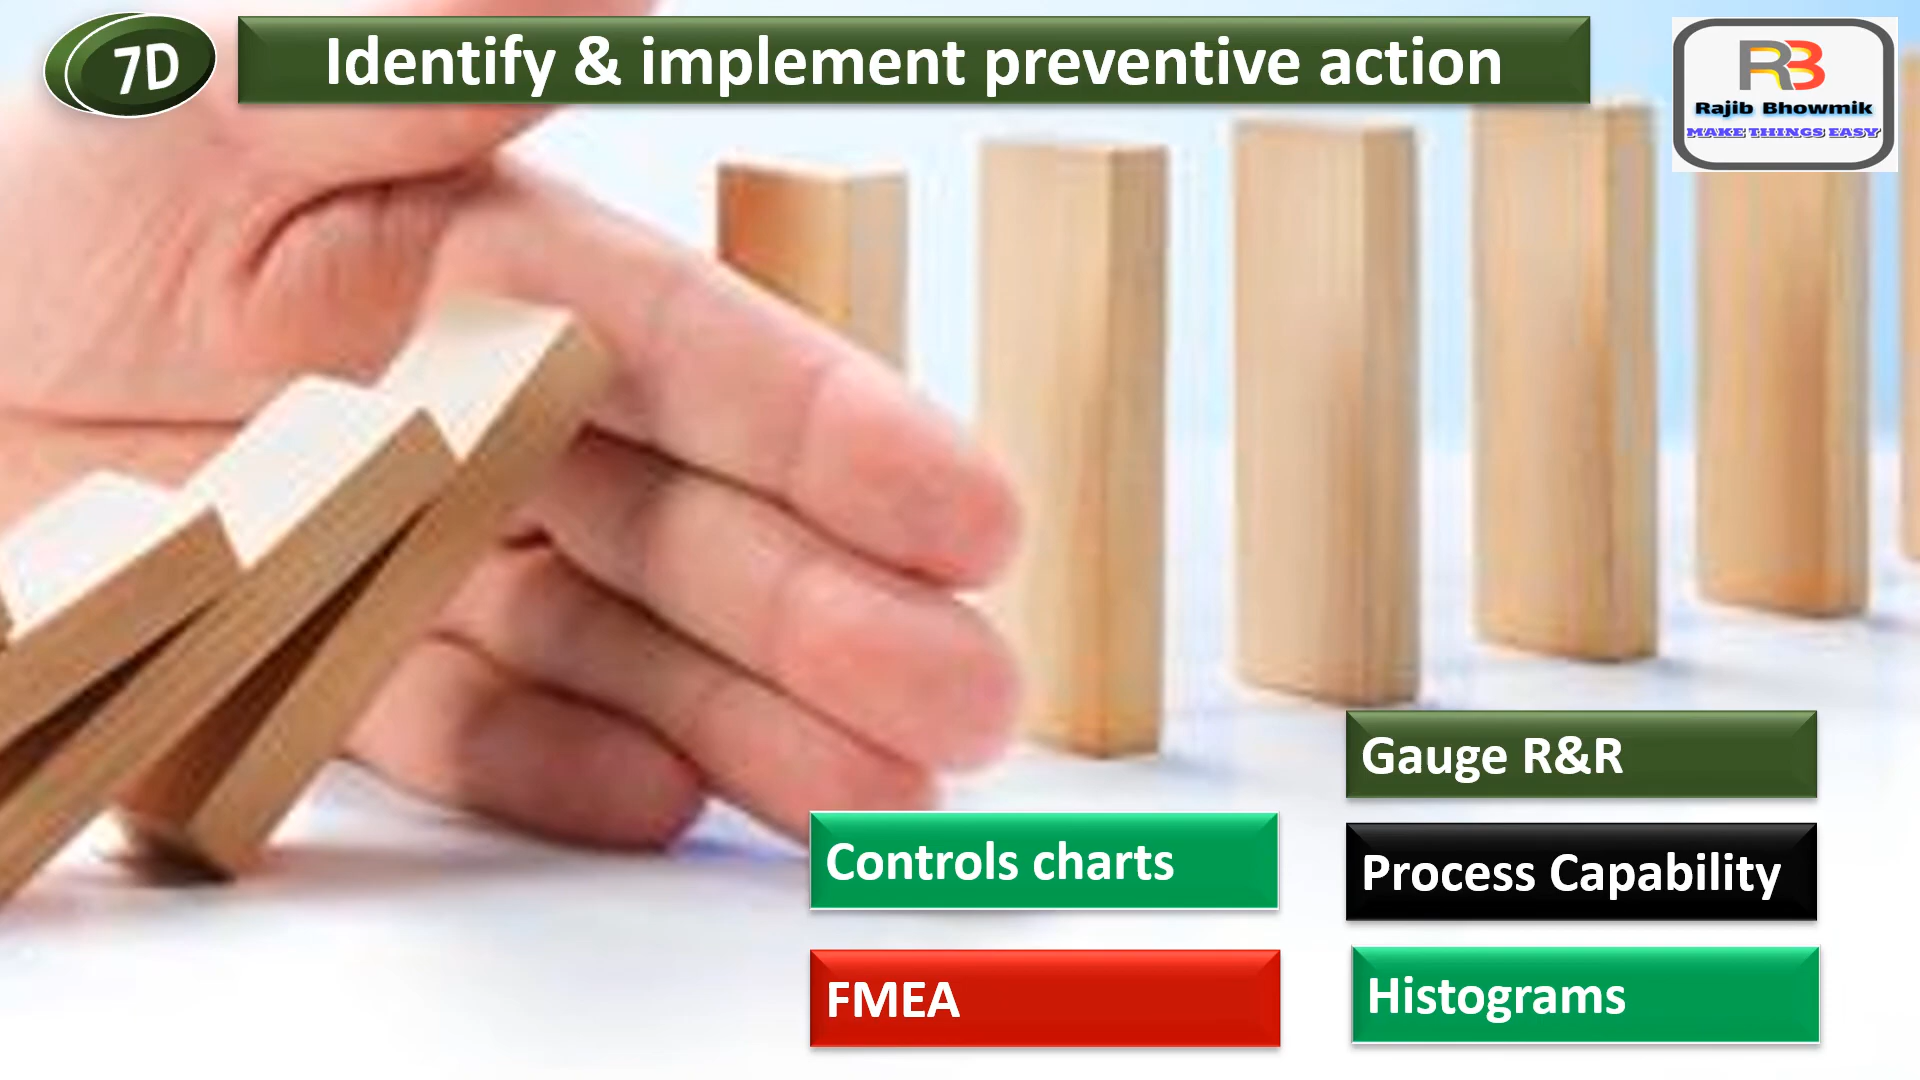 7D
Identify & implement preventive action
RB
Rajib Bhowmik
MAKE THINGS EASY
Gauge R&R
Controls charts
Process Capability
FMEA
Histograms